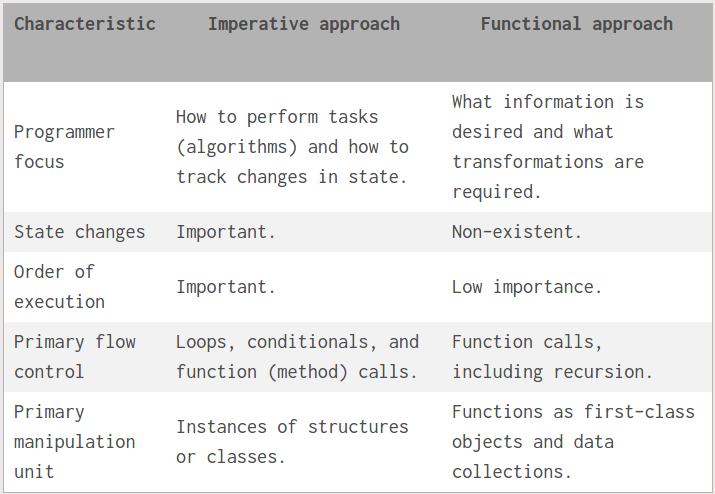 Characteristic Imperative approach Functional approach
Programmer focus
How to perform tasks
(algorithms) and how to
track changes in state.
What information is
desired and what
transformations are
required.
State changes Important. Non-existent.
Order of
execution
Important. Low importance.
Primary flow
control
Loops, conditionals, and
function (method) calls.
Function calls,
including recursion.
Primary
manipulation
unit
Instances of structures
or classes.
Functions as first-class
objects and data
collections.